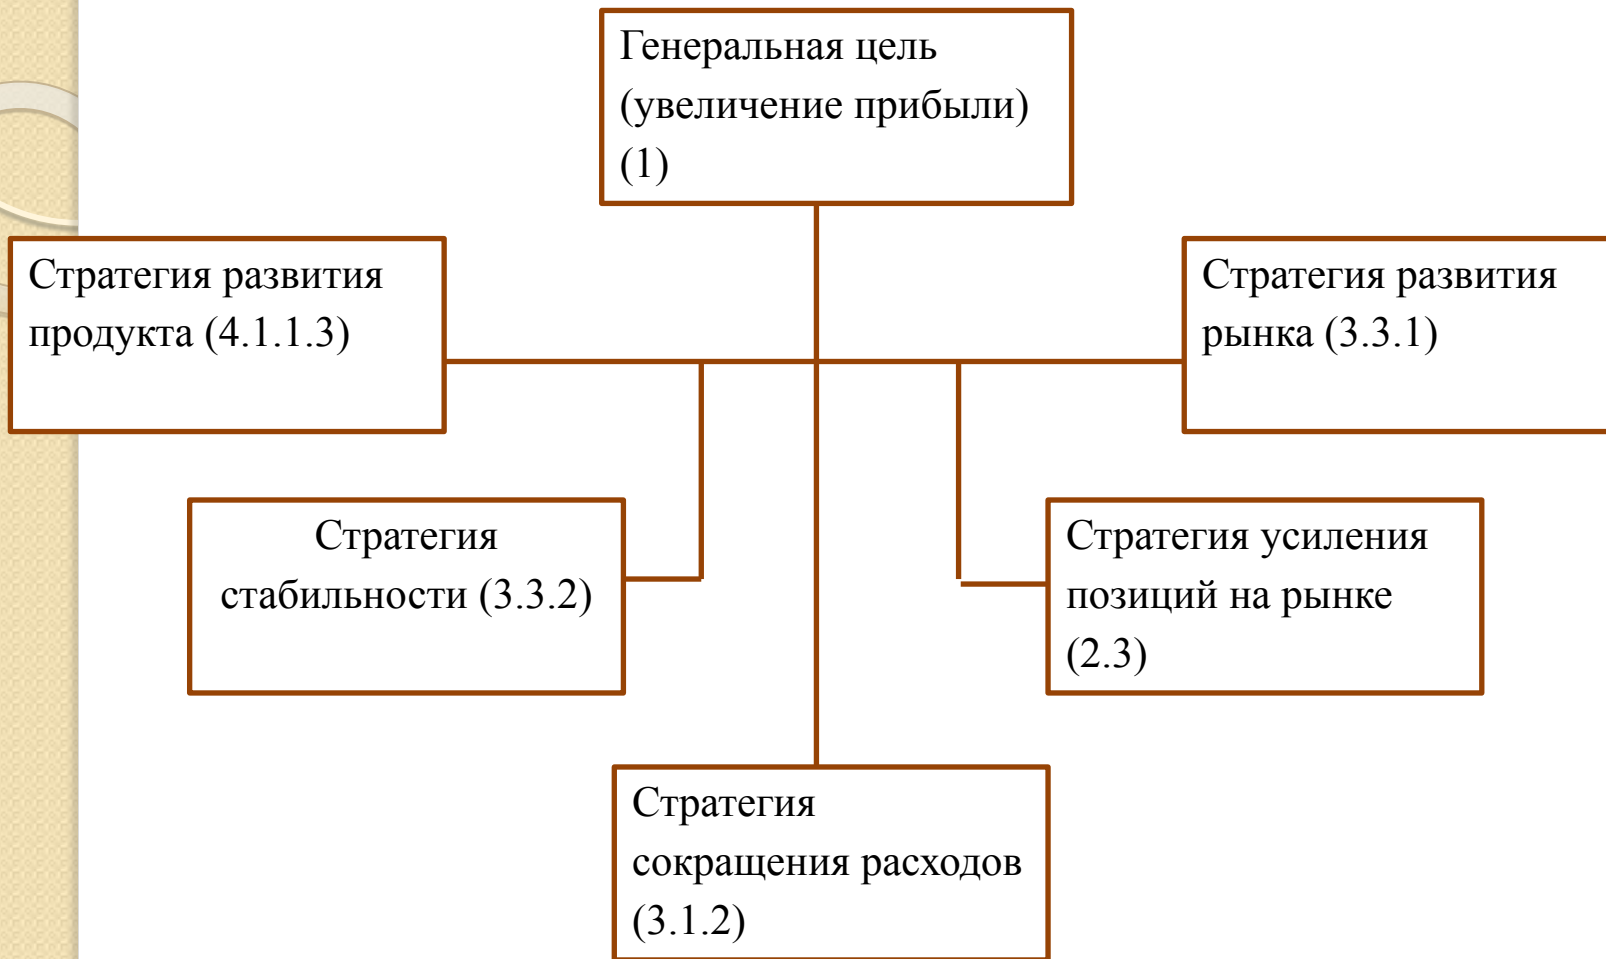 Генеральная цель
(увеличение прибыли)
(1)
Стратегия развития
продукта (4.1.1.3)
Стратегия развития
рынка (3.3.1)
Стратегия
стабильности (3.3.2)
Стратегия усиления
позиций на рынке
(2.3)
Стратегия
сокращения расходов
(3.1.2)